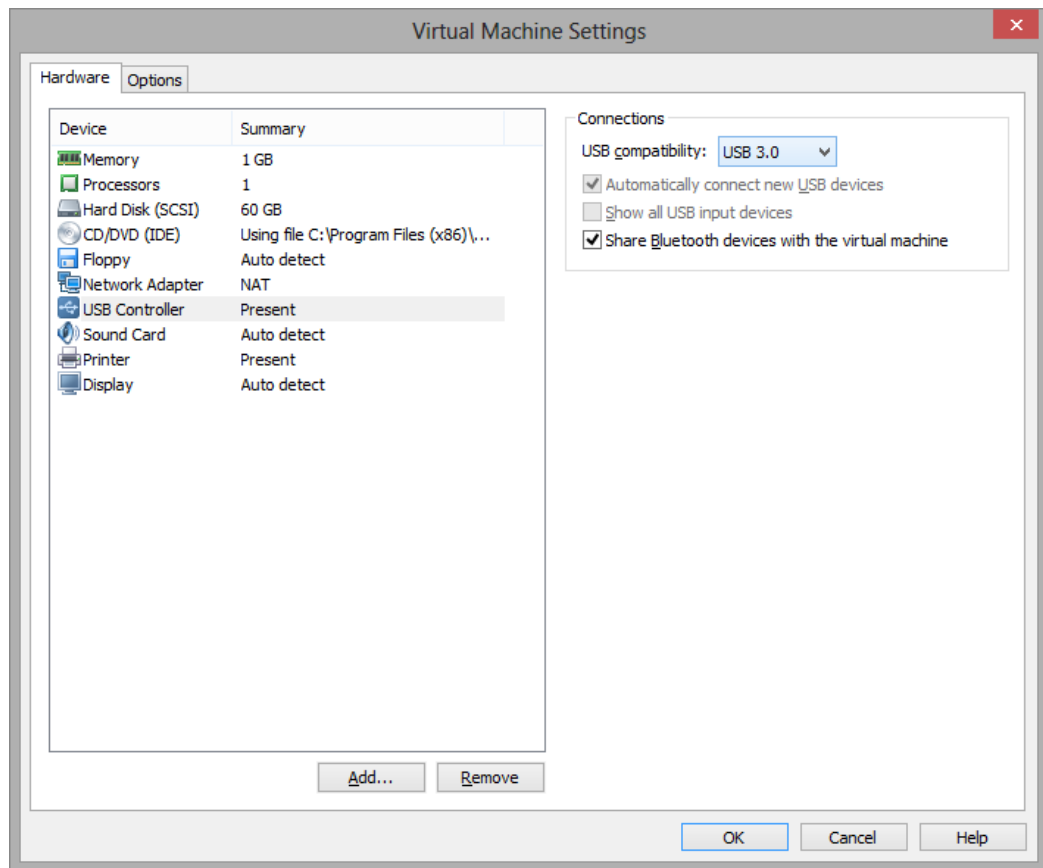 Virtual Machine Settings
Hardware Options
Device Summary
Memory 1 GB
Processors 1
Hard Disk (SCSI) 60 GB
CD/DVD (IDE) Using file C:\Program Files (x86)\...
Floppy Auto detect
Network Adapter NAT
USB Controller Present
Sound Card Auto detect
Printer Present
Display Auto detect
Add... Remove
Connections
USB compatibility: USB 3.0
Automatically connect new USB devices
Show all USB input devices
Share Bluetooth devices with the virtual machine
OK Cancel Help